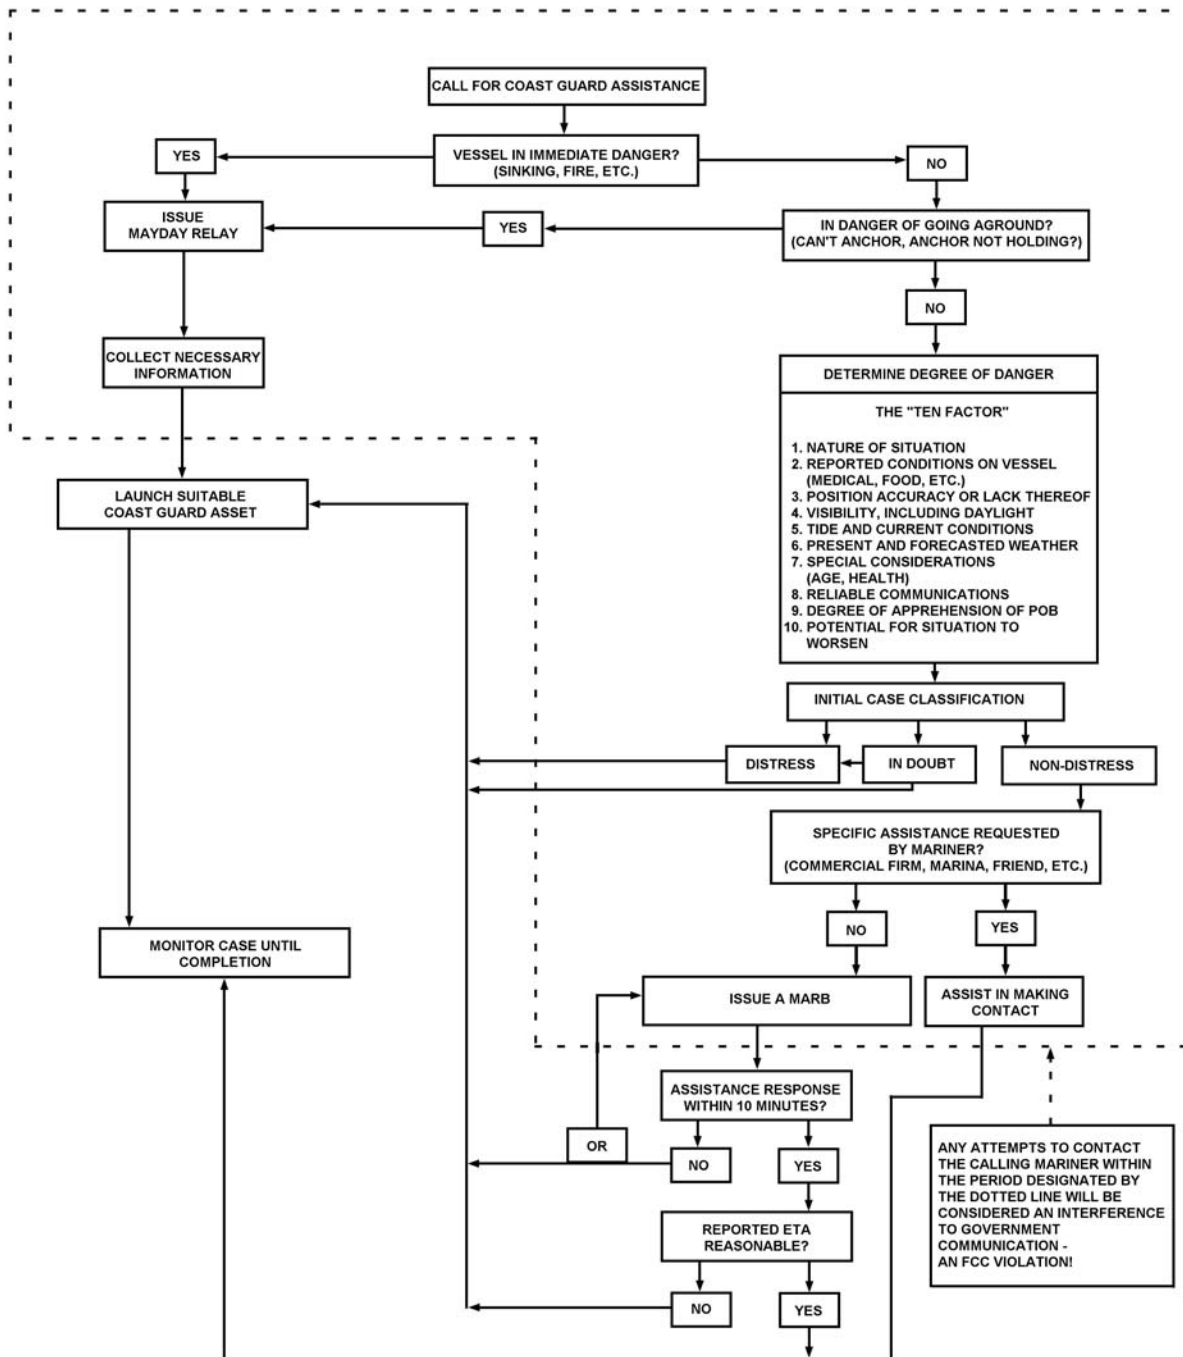 CALL FOR COAST GUARD ASSISTANCE
YES
VESSEL IN IMMEDIATE DANGER?
(SINKING, FIRE, ETC.)
NO
ISSUE
MAYDAY RELAY
YES
IN DANGER OF GOING AGROUND?
(CAN'T ANCHOR, ANCHOR NOT HOLDING?)
NO
COLLECT NECESSARY
INFORMATION
DETERMINE DEGREE OF DANGER
THE "TEN FACTOR"
1. NATURE OF SITUATION
2. REPORTED CONDITIONS ON VESSEL
(MEDICAL, FOOD, ETC.)
3. POSITION ACCURACY OR LACK THEREOF
4. VISIBILITY, INCLUDING DAYLIGHT
5. TIDE AND CURRENT CONDITIONS
6. PRESENT AND FORECASTED WEATHER
7. SPECIAL CONSIDERATIONS
(AGE, HEALTH)
8. RELIABLE COMMUNICATIONS
9. DEGREE OF APPREHENSION OF POB
10. POTENTIAL FOR SITUATION TO
WORSEN
LAUNCH SUITABLE
COAST GUARD ASSET
INITIAL CASE CLASSIFICATION
DISTRESS
IN DOUBT
NON-DISTRESS
SPECIFIC ASSISTANCE REQUESTED
BY MARINER?
(COMMERCIAL FIRM, MARINA, FRIEND, ETC.)
NO
YES
MONITOR CASE UNTIL
COMPLETION
ISSUE A MARB
ASSIST IN MAKING
CONTACT
ASSISTANCE RESPONSE
WITHIN 10 MINUTES?
OR
NO
YES
ANY ATTEMPTS TO CONTACT
THE CALLING MARINER WITHIN
THE PERIOD DESIGNATED BY
THE DOTTED LINE WILL BE
CONSIDERED AN INTERFERENCE
TO GOVERNMENT
COMMUNICATION -
AN FCC VIOLATION!
REPORTED ETA
REASONABLE?
NO
YES